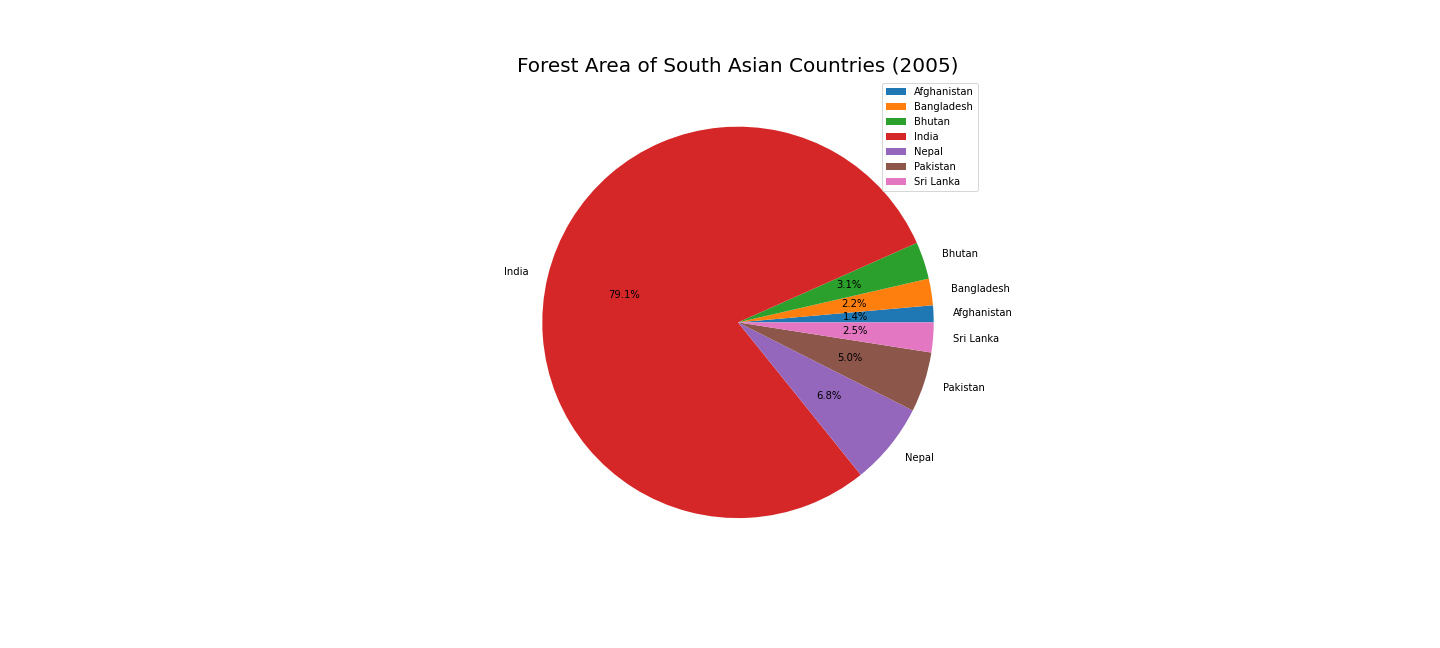 Forest Area of South Asian Countries (2005)
Afghanistan
Bangladesh
Bhutan
India
Nepal
Pakistan
Sri Lanka
Bhutan
3.1%
Bangladesh
2.2%
Afghanistan
1.4%
India
79.1%
Sri Lanka
2.5%
Pakistan
5.0%
Nepal
6.8%